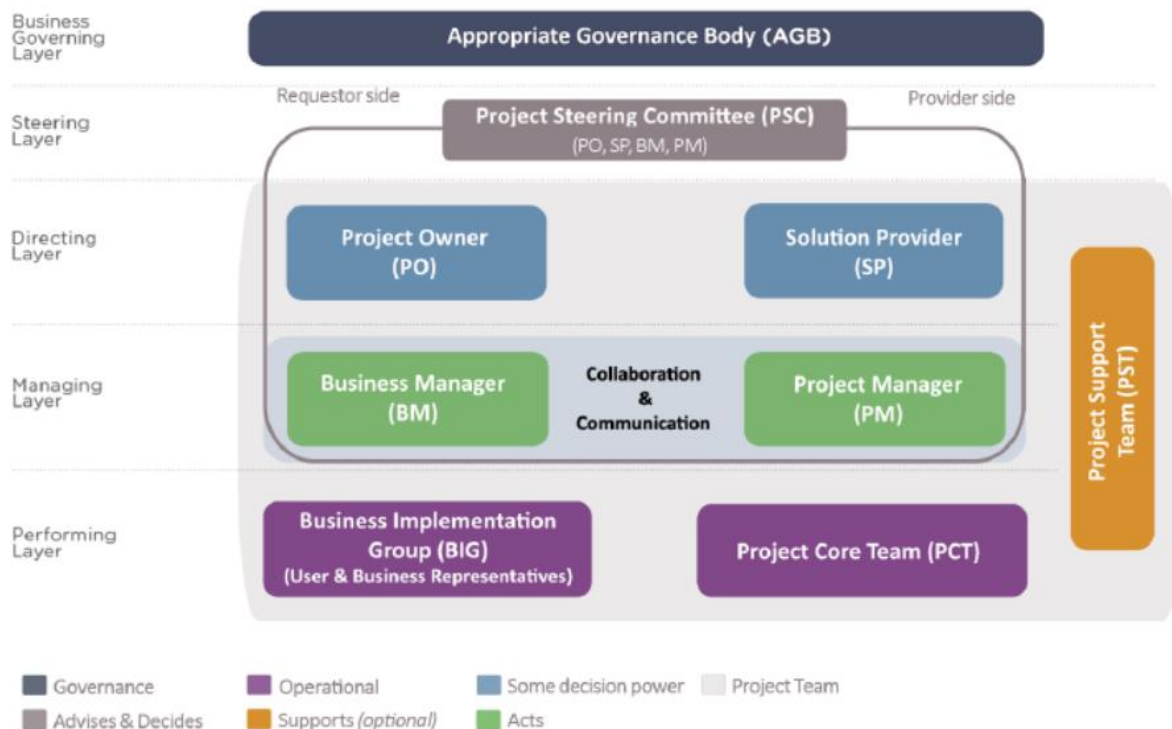 Business
Governing
Layer
Appropriate Governance Body (AGB)
Requestor side
Provider side
Steering
Layer
Project Steering Committee (PSC)
(PO, SP, BM, PM)
Directing
Layer
Project Owner
(PO)
Solution Provider
(SP)
Managing
Layer
Business Manager
(BM)
Collaboration
&
Communication
Project Manager
(PM)
Project Support
Team (PST)
Performing
Layer
Business Implementation
Group (BIG)
(User & Business Representatives)
Project Core Team (PCT)
Governance
Operational
Some decision power
Project Team
Advises & Decides
Supports (optional)
Acts